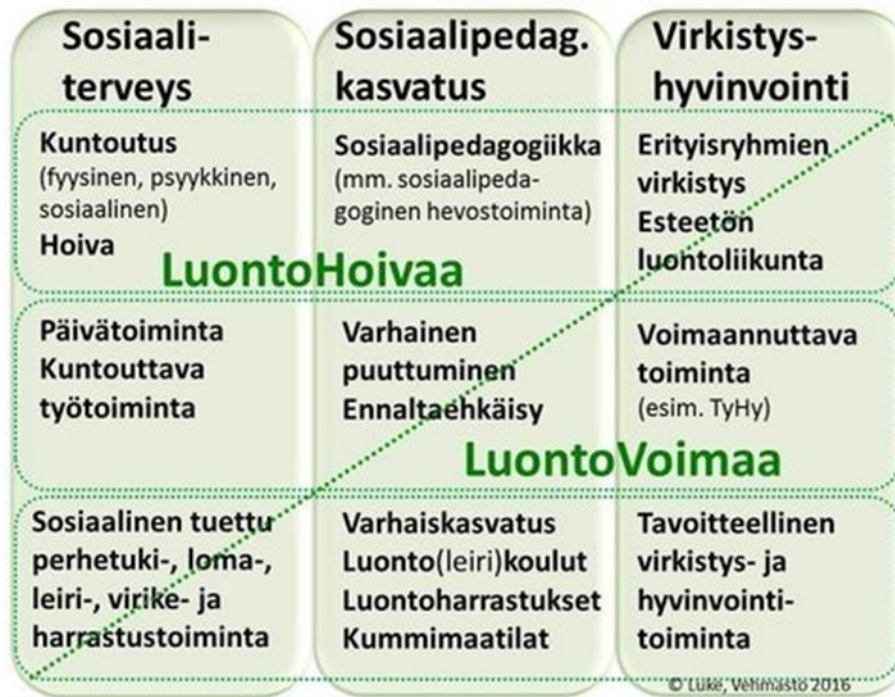 Sosiaali-
terveys
Sosiaalipedag.
kasvatus
Virkistys-
hyvinvointi
Kuntoutus
(fyysinen, psyykkinen,
sosiaalinen)
Hoiva
Sosiaalipedagogiikka
(mm. sosiaalipeda-
goginen hevostoiminta)
Erityisryhmien
virkistys
Esteetön
luontoliikunta
LuontoHoivaa
Päivätoiminta
Kuntouttava
työtoiminta
Varhainen
puuttuminen
Ennaltaehkäisy
Voimaannuttava
toiminta
(esim. TyHy)
LuontoVoimaa
Sosiaalinen tuettu
perhetuki-, loma-,
leiri-, virike- ja
harrastustoiminta
Varhaiskasvatus
Luonto(leiri)koulut
Luontoharrastukset
Kummimaatilat
Tavoitteellinen
virkistys- ja
hyvinvointi-
toiminta
© Luke, Vehmasto 2016